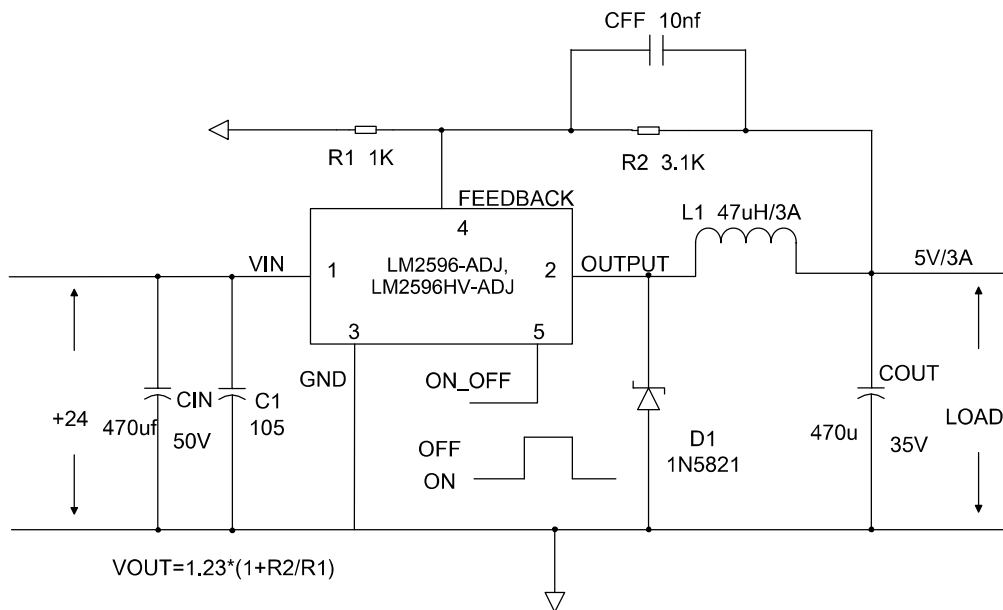 CFF 10nf
R1 1K
R2 3.1K
FEEDBACK
4
L1 47uH/3A
VIN
1
LM2596-ADJ,
LM2596HV-ADJ
2
OUTPUT
5V/3A
3
5
GND
ON_OFF
+24
470uf
CIN
50V
C1
105
OFF
ON
D1
1N5821
COUT
470u
35V
LOAD
VOUT=1.23*(1+R2/R1)